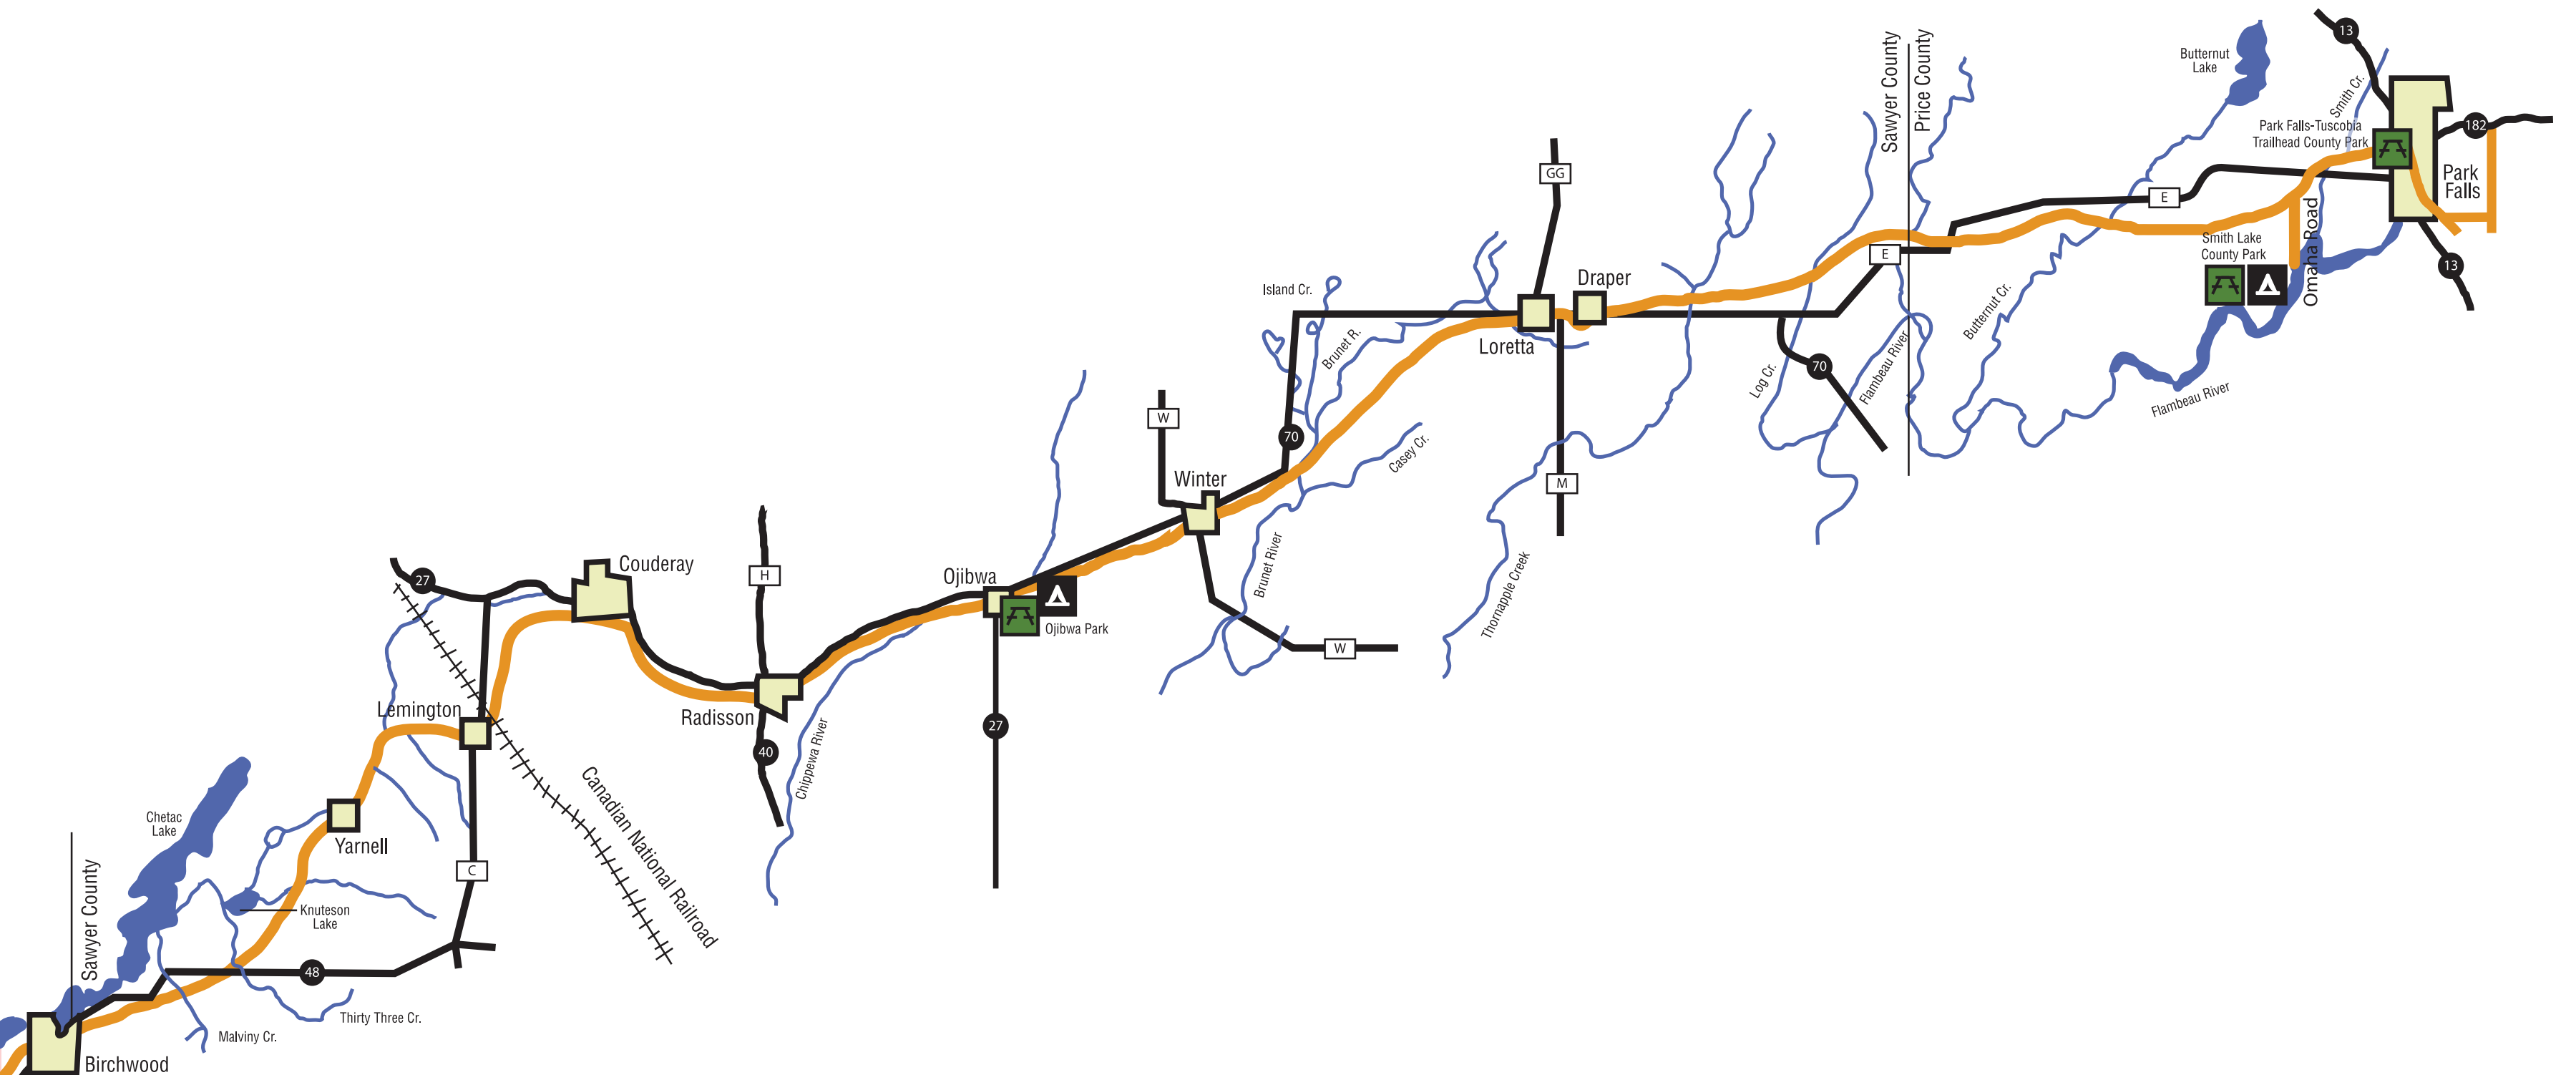 13
Butternut
Lake
Sawyer County
Price County
Smith Cr.
Park Falls-Tuscobia
Trailhead County Park
182
Park
Falls
GG
E
Smith Lake
County Park
Omaha Road
E
13
Draper
Island Cr.
Brunet R.
Loretta
Butternut Cr.
Flambeau River
Log Cr.
70
Flambeau River
W
70
Casey Cr.
Winter
M
Couderay
H
27
Ojibwa
Brunet River
Thornapple Creek
Ojibwa Park
W
Lemington
Radisson
27
40
Chippewa River
Canadian National Railroad
Chetac
Lake
Yarnell
C
Sawyer County
Knuteson
Lake
48
Thirty Three Cr.
Malviny Cr.
Birchwood